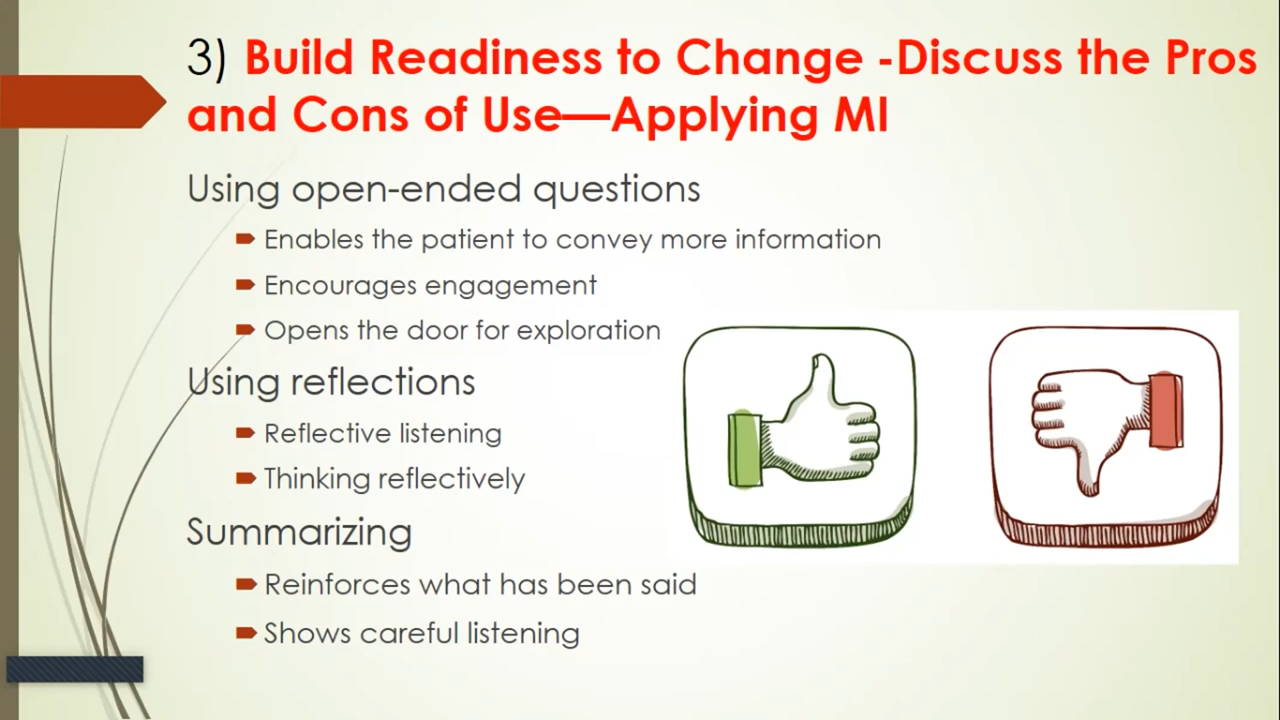 3) Build Readiness to Change -Discuss the Pros
and Cons of Use—Applying MI
Using open-ended questions
Enables the patient to convey more information
Encourages engagement
Opens the door for exploration
Using reflections
Reflective listening
Thinking reflectively
Summarizing
Reinforces what has been said
Shows careful listening